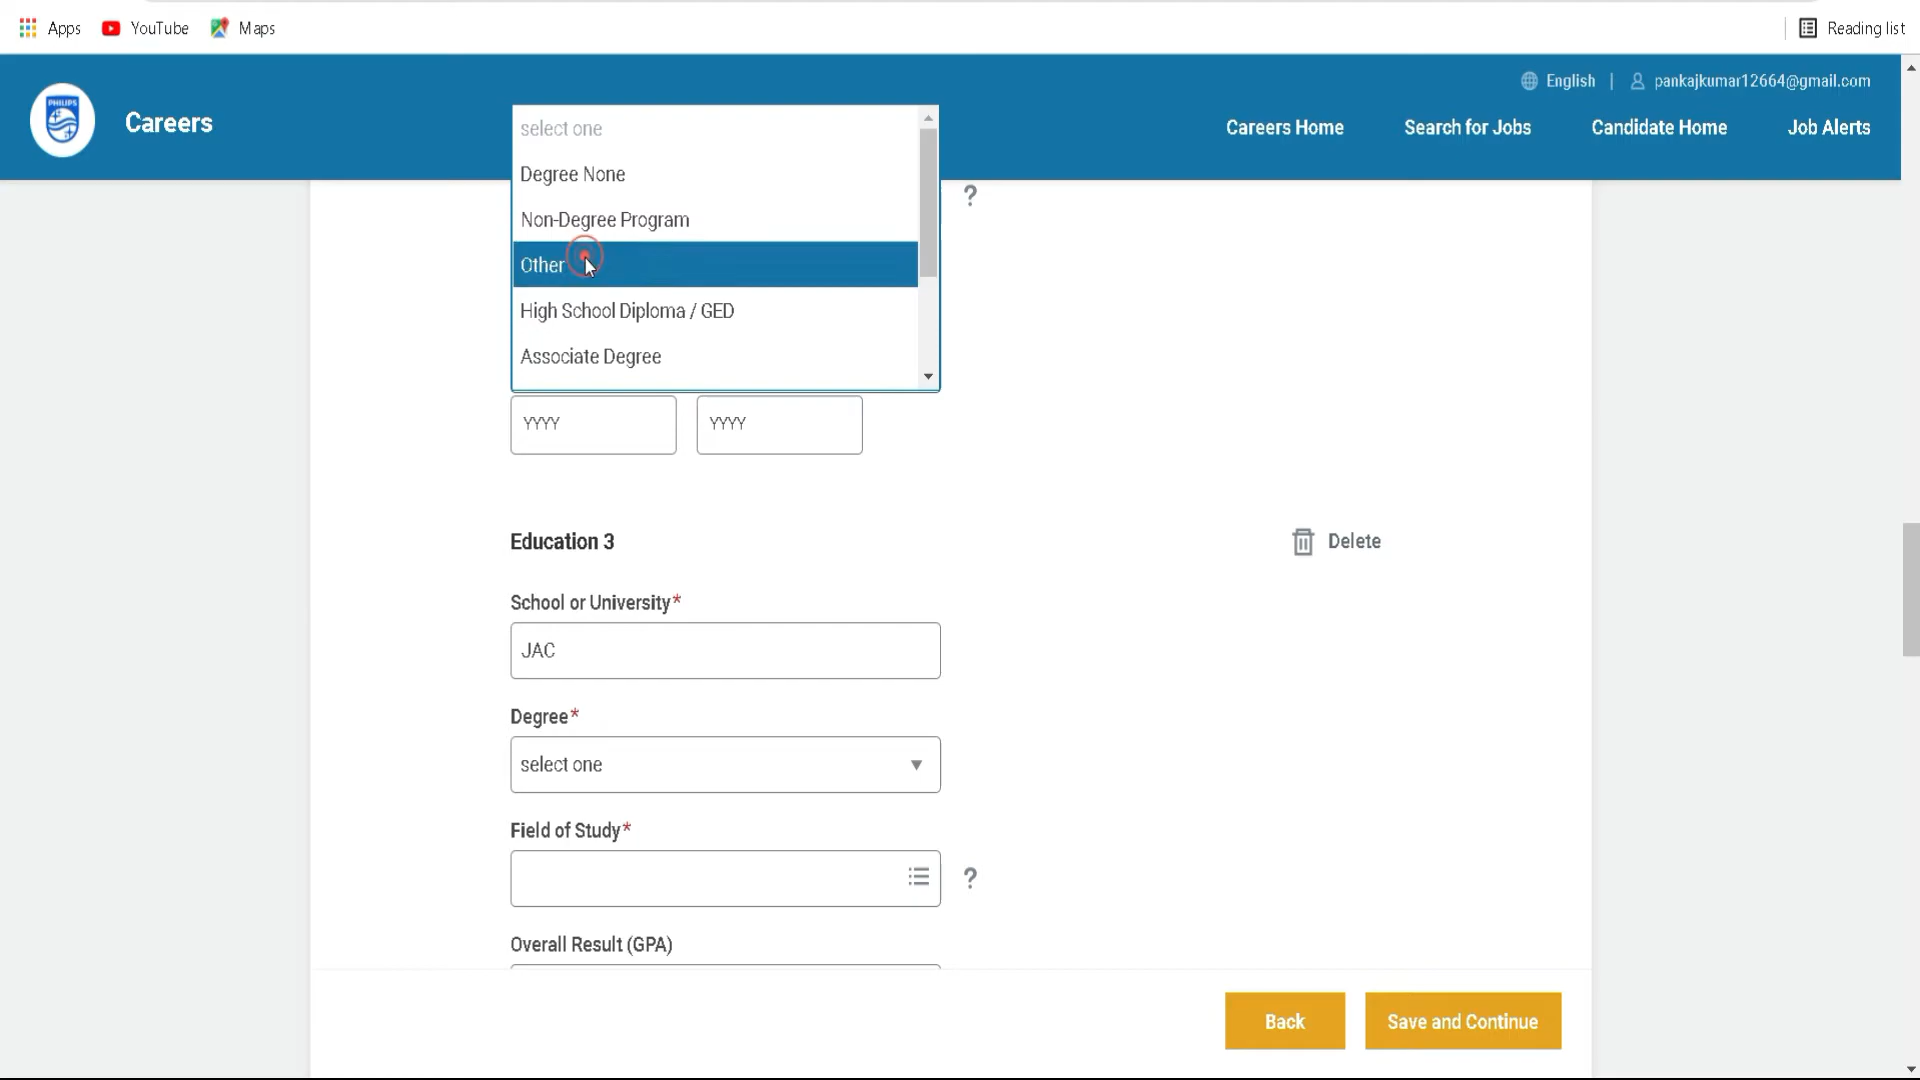 Apps YouTube Maps Reading list
English | pankajkumar12664@gmail.com
PHILIPS
Careers
Careers Home Search for Jobs Candidate Home Job Alerts
select one
Degree None
?
Non-Degree Program
Other
High School Diploma / GED
Associate Degree
YYYY YYYY
Education 3 Delete
School or University*
JAC
Degree*
select one
Field of Study*
?
Overall Result (GPA)
Back Save and Continue